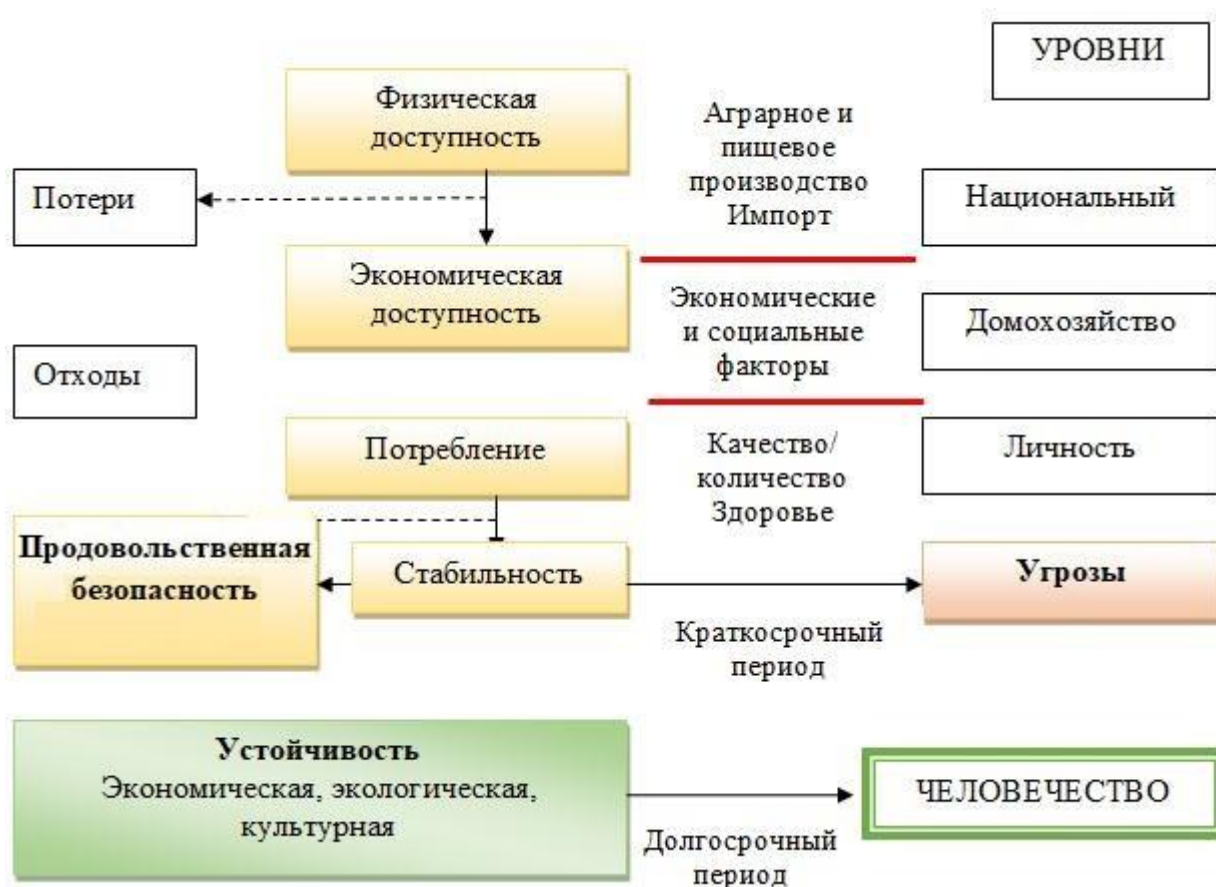 УРОВНИ
Физическая
доступность
Аграрное и
пищевое
производство
Импорт
Потери
Национальный
Экономическая
доступность
Экономические
и социальные
факторы
Домохозяйство
Отходы
Потребление
Качество/
количество
Здоровье
Личность
Продовольственная
безопасность
Стабильность
Угрозы
Краткосрочный
период
Устойчивость
Экономическая, экологическая,
культурная
ЧЕЛОВЕЧЕСТВО
Долгосрочный
период